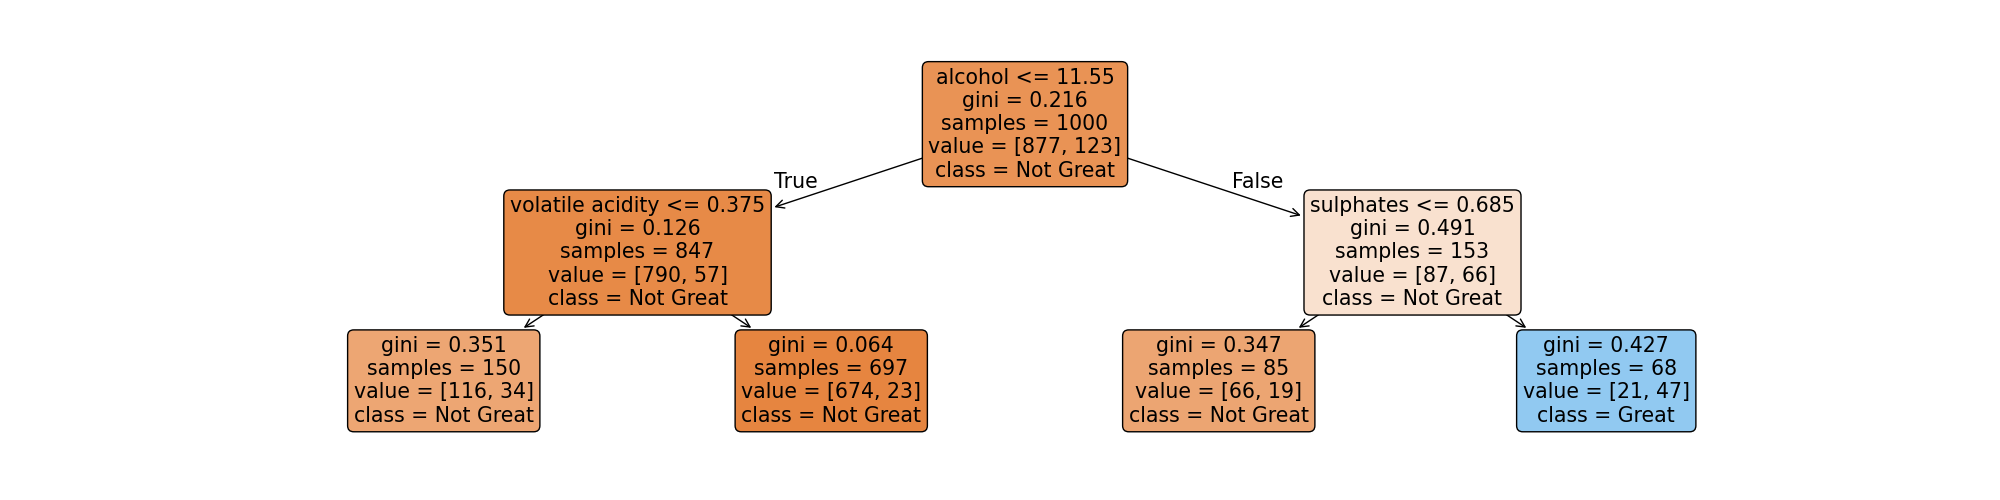 alcohol <= 11.55
gini = 0.216
samples = 1000
value = [877, 123]
class = Not Great
True
False
volatile acidity <= 0.375
gini = 0.126
samples = 847
value = [790, 57]
class = Not Great
sulphates <= 0.685
gini = 0.491
samples = 153
value = [87, 66]
class = Not Great
gini = 0.351
samples = 150
value = [116, 34]
class = Not Great
gini = 0.064
samples = 697
value = [674, 23]
class = Not Great
gini = 0.347
samples = 85
value = [66, 19]
class = Not Great
gini = 0.427
samples = 68
value = [21, 47]
class = Great